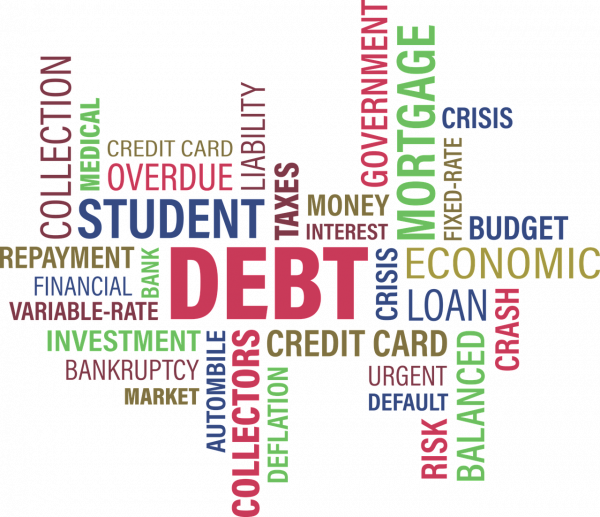 GOVERNMENT
MORTGAGE
COLLECTION
MEDICAL
LIABILITY
CRISIS
CREDIT CARD
OVERDUE
FIXED-RATE
TAXES
STUDENT
MONEY
INTEREST
BUDGET
REPAYMENT
BANK
DEBT
CRISIS
ECONOMIC
FINANCIAL
LOAN
VARIABLE-RATE
CRASH
INVESTMENT
AUTOMBILE
COLLECTORS
CREDIT CARD
BALANCED
BANKRUPTCY
DEFLATION
URGENT
MARKET
DEFAULT
RISK